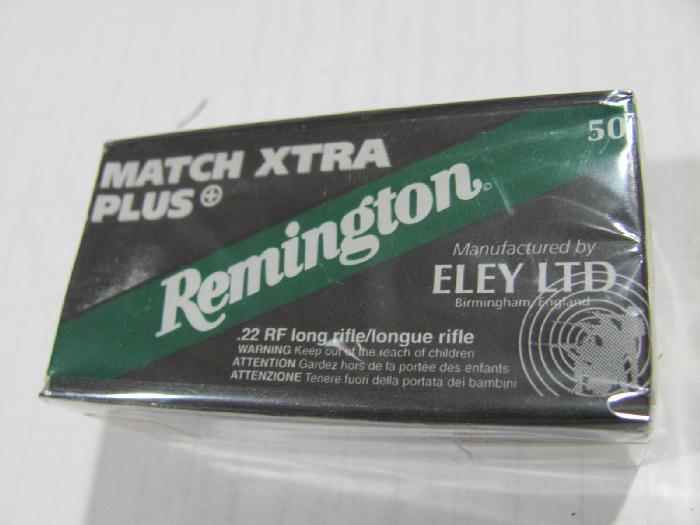 50
MATCH XTRA
PLUS
Remington
Manufactured by
ELEY LTD
Birmingham, England
.22 RF long rifle/longue rifle
WARNING Keep out of the reach of children
ATTENTION Gardez hors de la portée des enfants
ATTENZIONE Tenere fuori della portata dei bambini